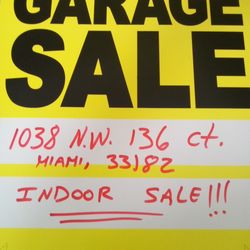 GARAGE
SALE
1038 N.W. 136 Ct.
MIAMI, 33182
INDOOR SALE!!!